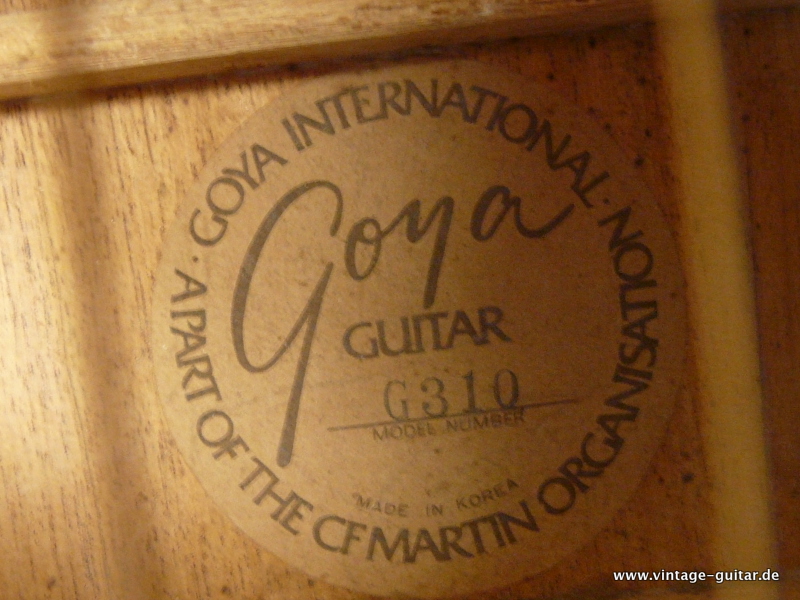 · GOYA INTERNATIONAL ·
A PART OF THE CF MARTIN ORGANISATION
Goya
GUITAR
G310
MODEL NUMBER
MADE IN KOREA
www.vintage-guitar.de